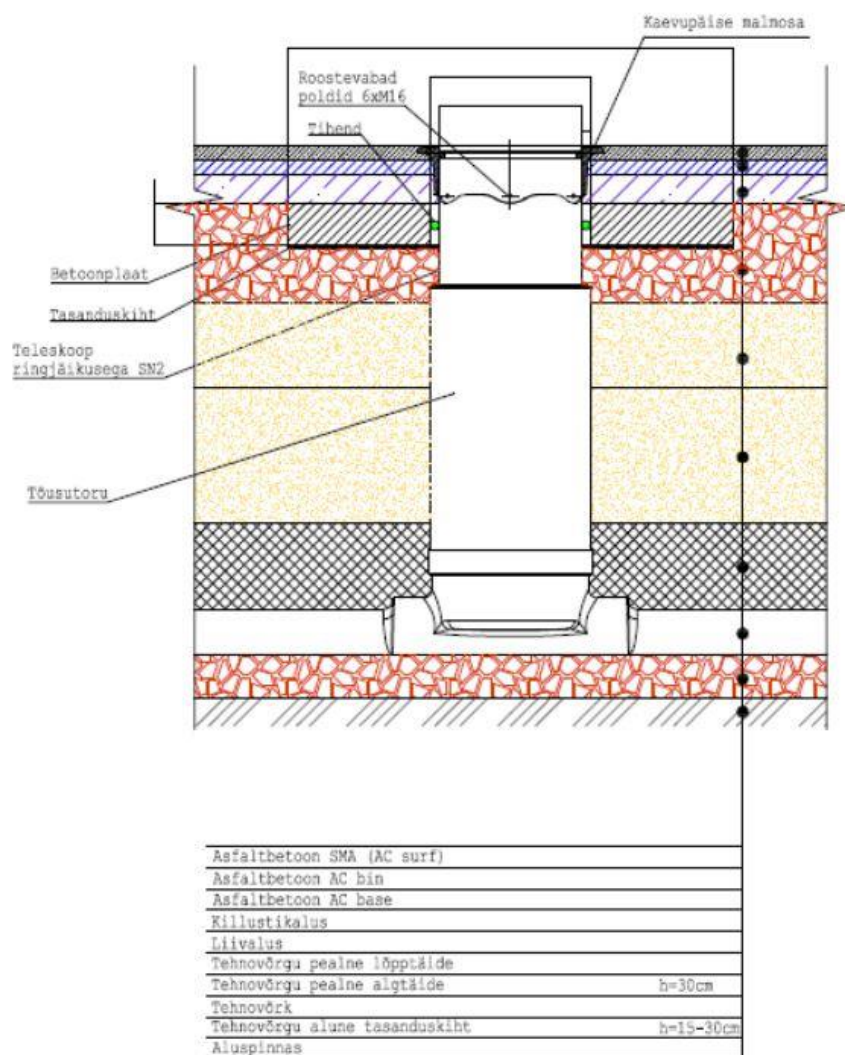 Kaevupäise malmosa
Roostevabad
poldid 6xM16
Tihend
Betoonplaat
Tasanduskiht
Teleskoop
ringjäikusega SN2
Tõusutoru
Asfaltbetoon SMA (AC surf)
Asfaltbetoon AC bin
Asfaltbetoon AC base
Killustikalus
Liivalus
Tehnovõrgu pealne lõpptäide
Tehnovõrgu pealne algtäide h=30cm
Tehnovõrk
Tehnovõrgu alune tasanduskiht h=15-30cm
Aluspinnas